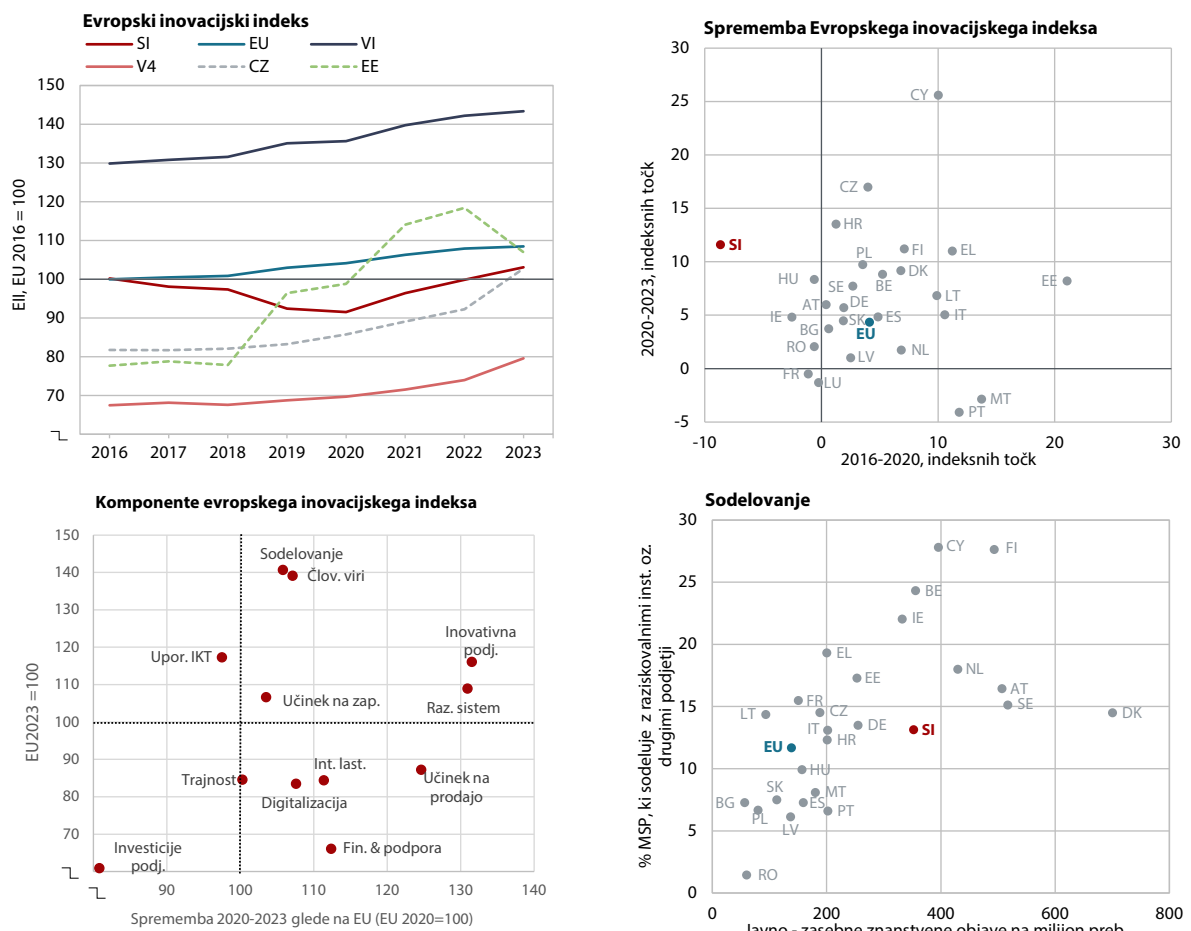 Evropski inovacijski indeks
SI EU VI
V4 CZ EE
EII, EU 2016 = 100
150
140
130
120
110
100
90
80
70
2016 2017 2018 2019 2020 2021 2022 2023
Sprememba Evropskega inovacijskega indeksa
2020-2023, indeksnih točk
30
25
20
15
10
5
0
-5
CY
CZ
HR
SI
PL FI EL
HU SE BE DK EE
AT DE LT
IE BG SK ES IT
EU
RO LV NL
FR LU
MT
PT
-10 0 10 20 30
2016-2020, indeksnih točk
Komponente evropskega inovacijskega indeksa
EU2023 =100
150
140
130
120
110
100
90
80
70
Sodelovanje
Člov. viri
Inovativna
podj.
Upor. IKT
Učinek na zap.
Raz. sistem
Trajnost
Int. last.
Digitalizacija
Učinek na
prodajo
Investicije
podj.
Fin. & podpora
90 100 110 120 130 140
Sprememba 2020-2023 glede na EU (EU 2020=100)
Sodelovanje
% MSP, ki sodeluje z raziskovalnimi inst. oz.
drugimi podjetji
30
25
20
15
10
5
0
CY FI
BE
IE
EL
EE NL
AT
SE
FR
LT CZ DK
IT DE SI
EU HR
HU
SK MT
BG ES
PL PT
LV
RO
0 200 400 600 800
Javno - zasebne znanstvene objave na milijon preb.